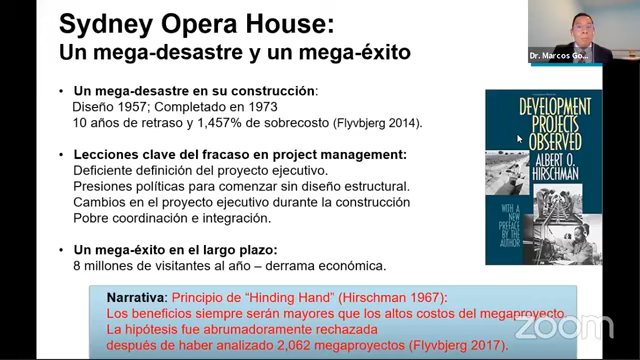 Sydney Opera House:
Un mega-desastre y un mega-éxito
Dr. Marcos Go...
• Un mega-desastre en su construcción:
Diseño 1957; Completado en 1973
10 años de retraso y 1,457% de sobrecosto (Flyvbjerg 2014).
• Lecciones clave del fracaso en project management:
Deficiente definición del proyecto ejecutivo.
Presiones políticas para comenzar sin diseño estructural.
Cambios en el proyecto ejecutivo durante la construcción
Pobre coordinación e integración.
• Un mega-éxito en el largo plazo:
8 millones de visitantes al año – derrama económica.
DEVELOPMENT
PROJECTS
OBSERVED
ALBERT O.
HIRSCHMAN
WITH A
NEW
PREFACE BY
THE AUTHOR
Narrativa: Principio de “Hinding Hand” (Hirschman 1967):
Los beneficios siempre serán mayores que los altos costos del megaproyecto.
La hipótesis fue abrumadoramente rechazada
después de haber analizado 2,062 megaproyectos (Flyvbjerg 2017).
zoom